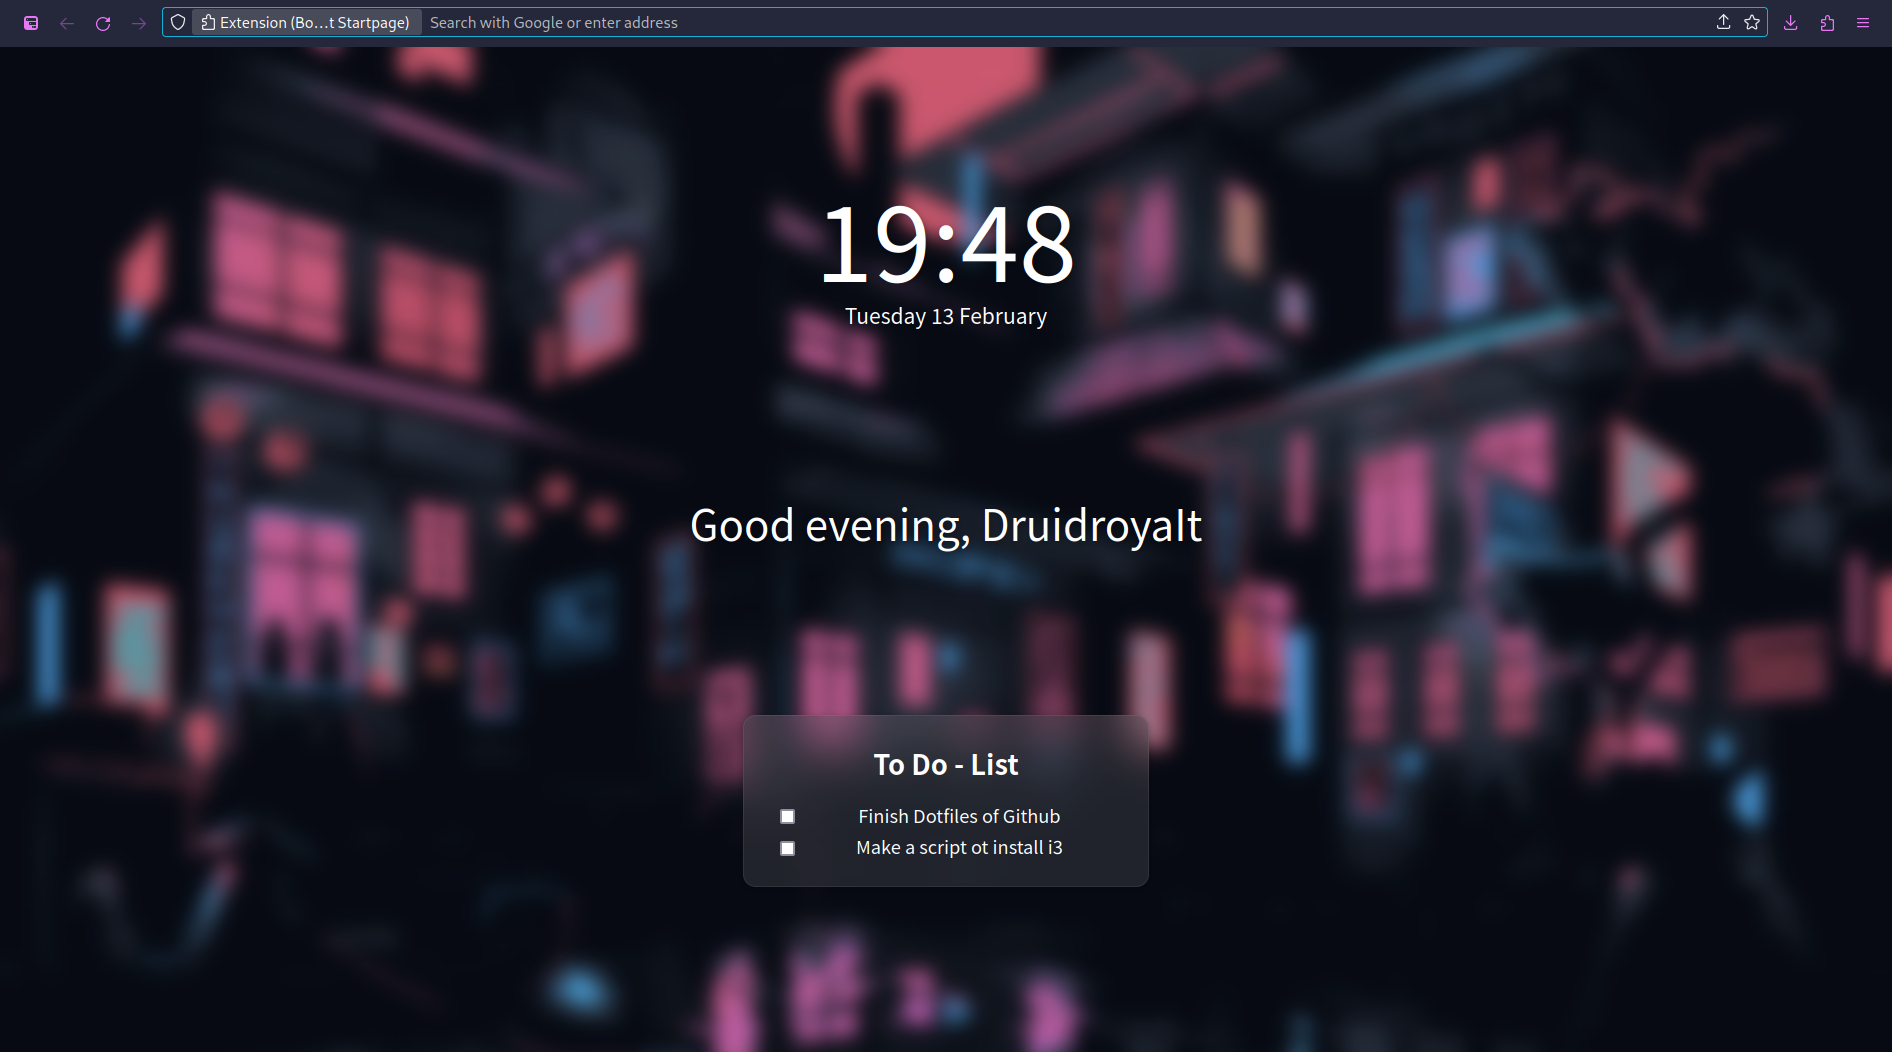 Extension (Bo...t Startpage) Search with Google or enter address
19:48
Tuesday 13 February
Good evening, Druidroyalt
To Do - List
Finish Dotfiles of Github
Make a script ot install i3